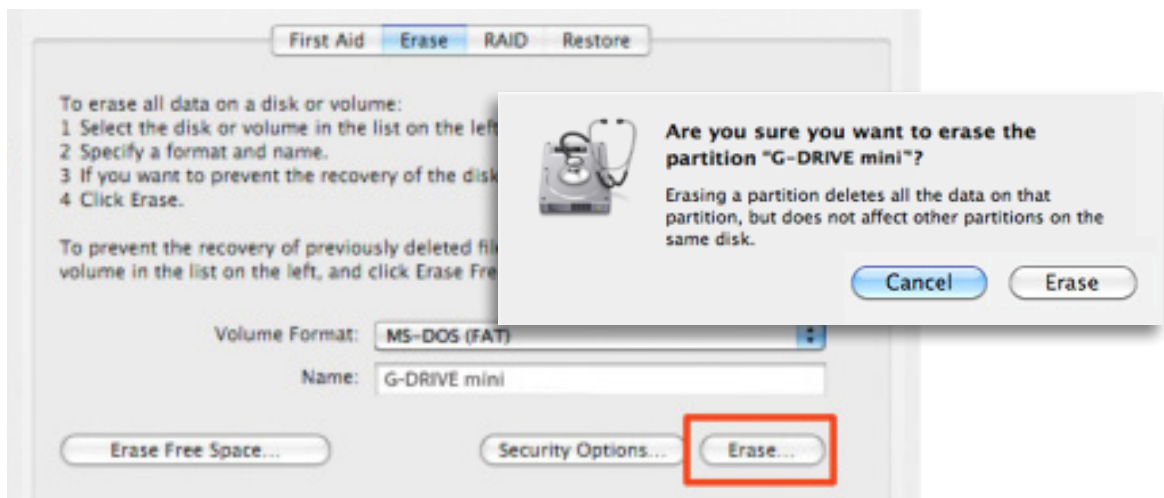 First Aid Erase RAID Restore
To erase all data on a disk or volume:
1 Select the disk or volume in the list on the left
2 Specify a format and name.
3 If you want to prevent the recovery of the disk
4 Click Erase.
To prevent the recovery of previously deleted
volume in the list on the left, and click Erase
Are you sure you want to erase the
partition "G-DRIVE mini"?
Erasing a partition deletes all the data on that
partition, but does not affect other partitions on the
same disk.
Cancel Erase
Volume Format: MS-DOS (FAT)
Name: G-DRIVE mini
Erase Free Space... Security Options... Erase...